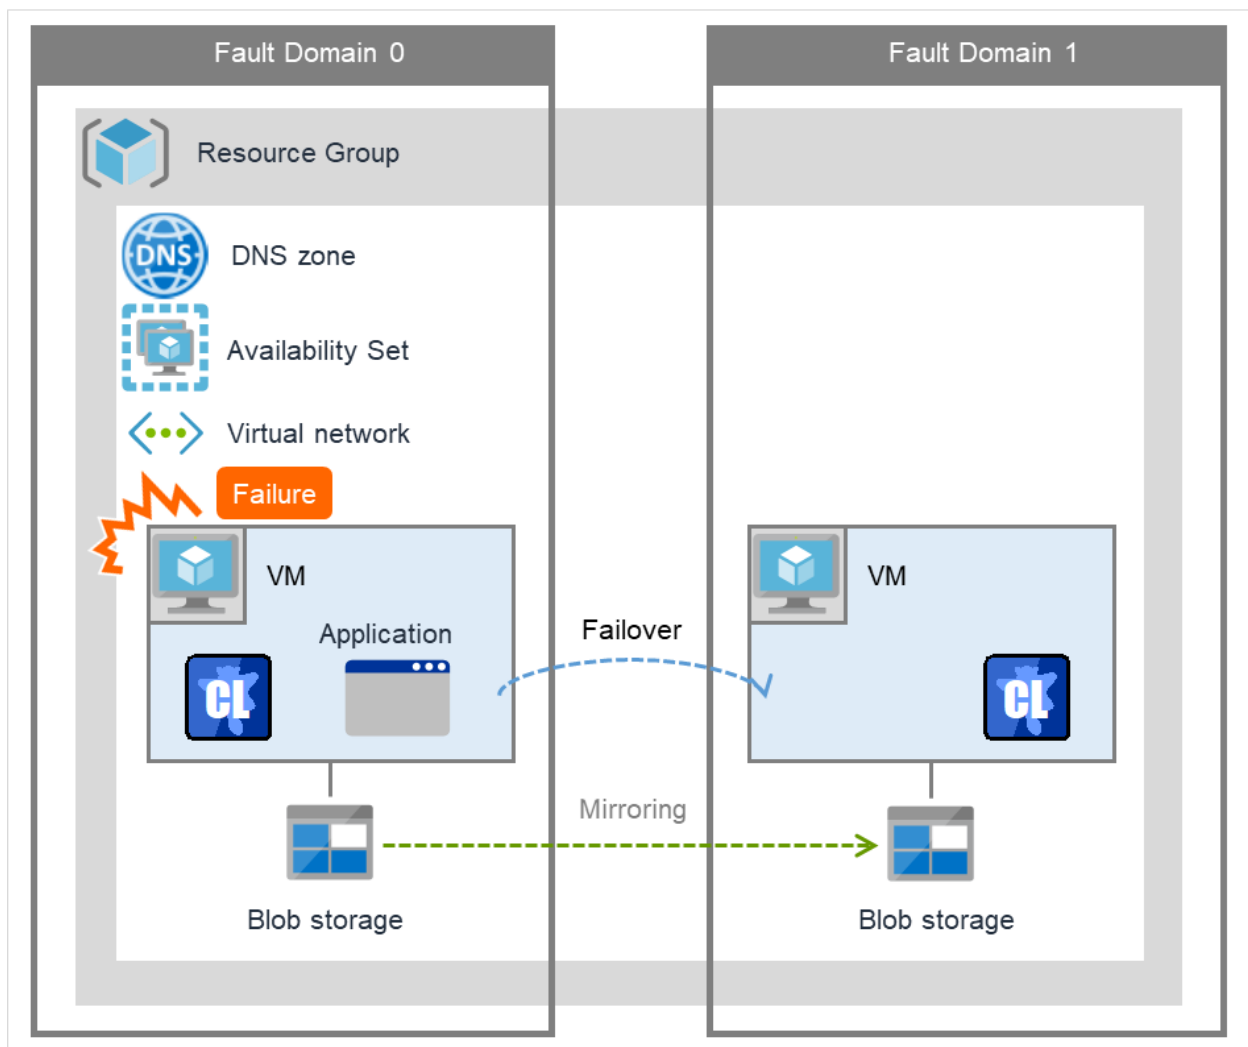 Fault Domain 0
Fault Domain 1
Resource Group
DNS
DNS zone
Availability Set
Virtual network
Failure
VM
VM
Application
Failover
CL
CL
Mirroring
Blob storage
Blob storage